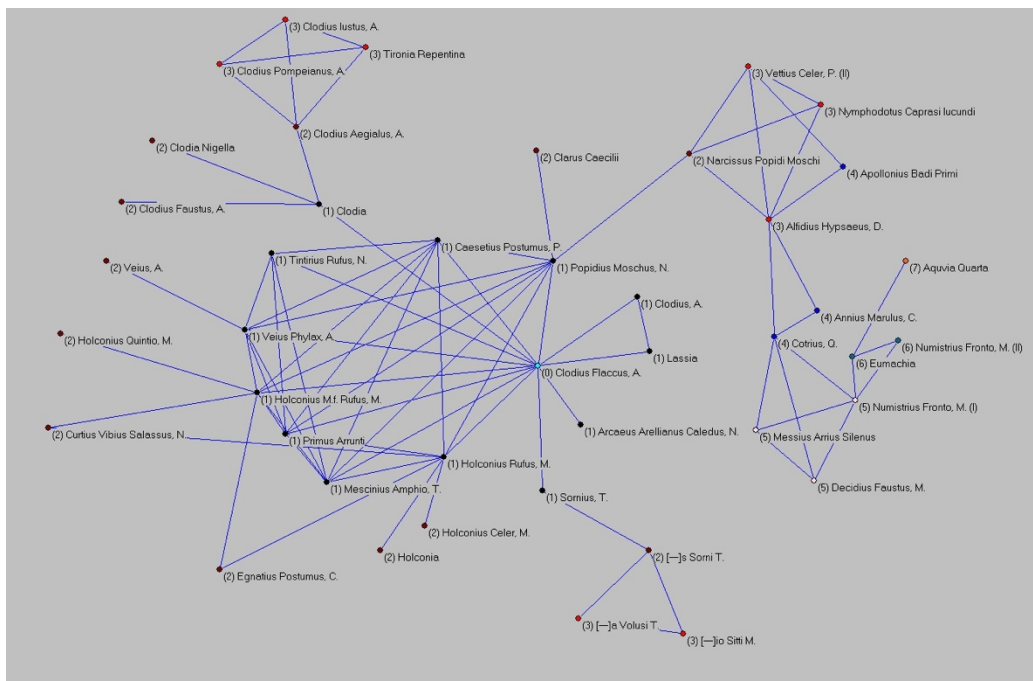 (3) Clodius Iustus, A.
(3) Tironia Repentina
(3) Clodius Pompeianus, A.
(3) Vettius Celer, P. (II)
(3) Nymphodotus Caprasi Iucundi
(2) Clodius Aegialus, A.
(2) Clodia Nigella
(2) Clarus Caecilii
(2) Narcissus Popidi Moschi
(4) Apollonius Badi Primi
(2) Clodius Faustus, A.
(1) Clodia
(3) Alfidius Hypsaeus, D.
(1) Caesetius Postumus, P.
(1) Tintirius Rufus, N.
(2) Veius, A.
(1) Popidius Moschus, N.
(7) Aquvia Quarta
(1) Clodius, A.
(4) Annius Marulus, C.
(1) Veius Phylax, A.
(2) Holconius Quintio, M.
(4) Cotrius, Q.
(6) Numistrius Fronto, M. (II)
(1) Lassia
(6) Eumachia
(0) Clodius Flaccus, A.
(1) Holconius M.f. Rufus, M.
(5) Numistrius Fronto, M. (I)
(1) Arcaeus Arellianus Caledus, N.
(2) Curtius Vibius Salassus, N.
(1) Primus Arrunti
(5) Messius Arrius Silenus
(1) Holconius Rufus, M.
(1) Mescinius Amphio, T.
(5) Decidius Faustus, M.
(1) Sornius, T.
(2) Holconius Celer, M.
(2) Holconia
(2) [---]s Sorni T.
(2) Egnatius Postumus, C.
(3) [---]a Volusi T.
(3) [---]io Sitti M.